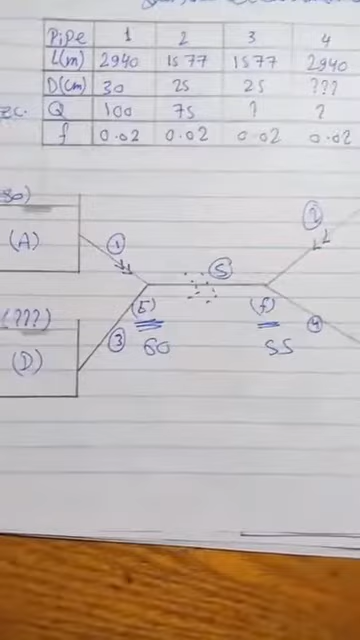 Pipe 1 2 3 4
L(m) 2940 1577 1577 2940
D(cm) 30 25 25 ???
Q 100 75 ? ?
f 0.02 0.02 0.02 0.02
(A) 1 5 2
(???) (E) (f)
(D) 3 60 55 4